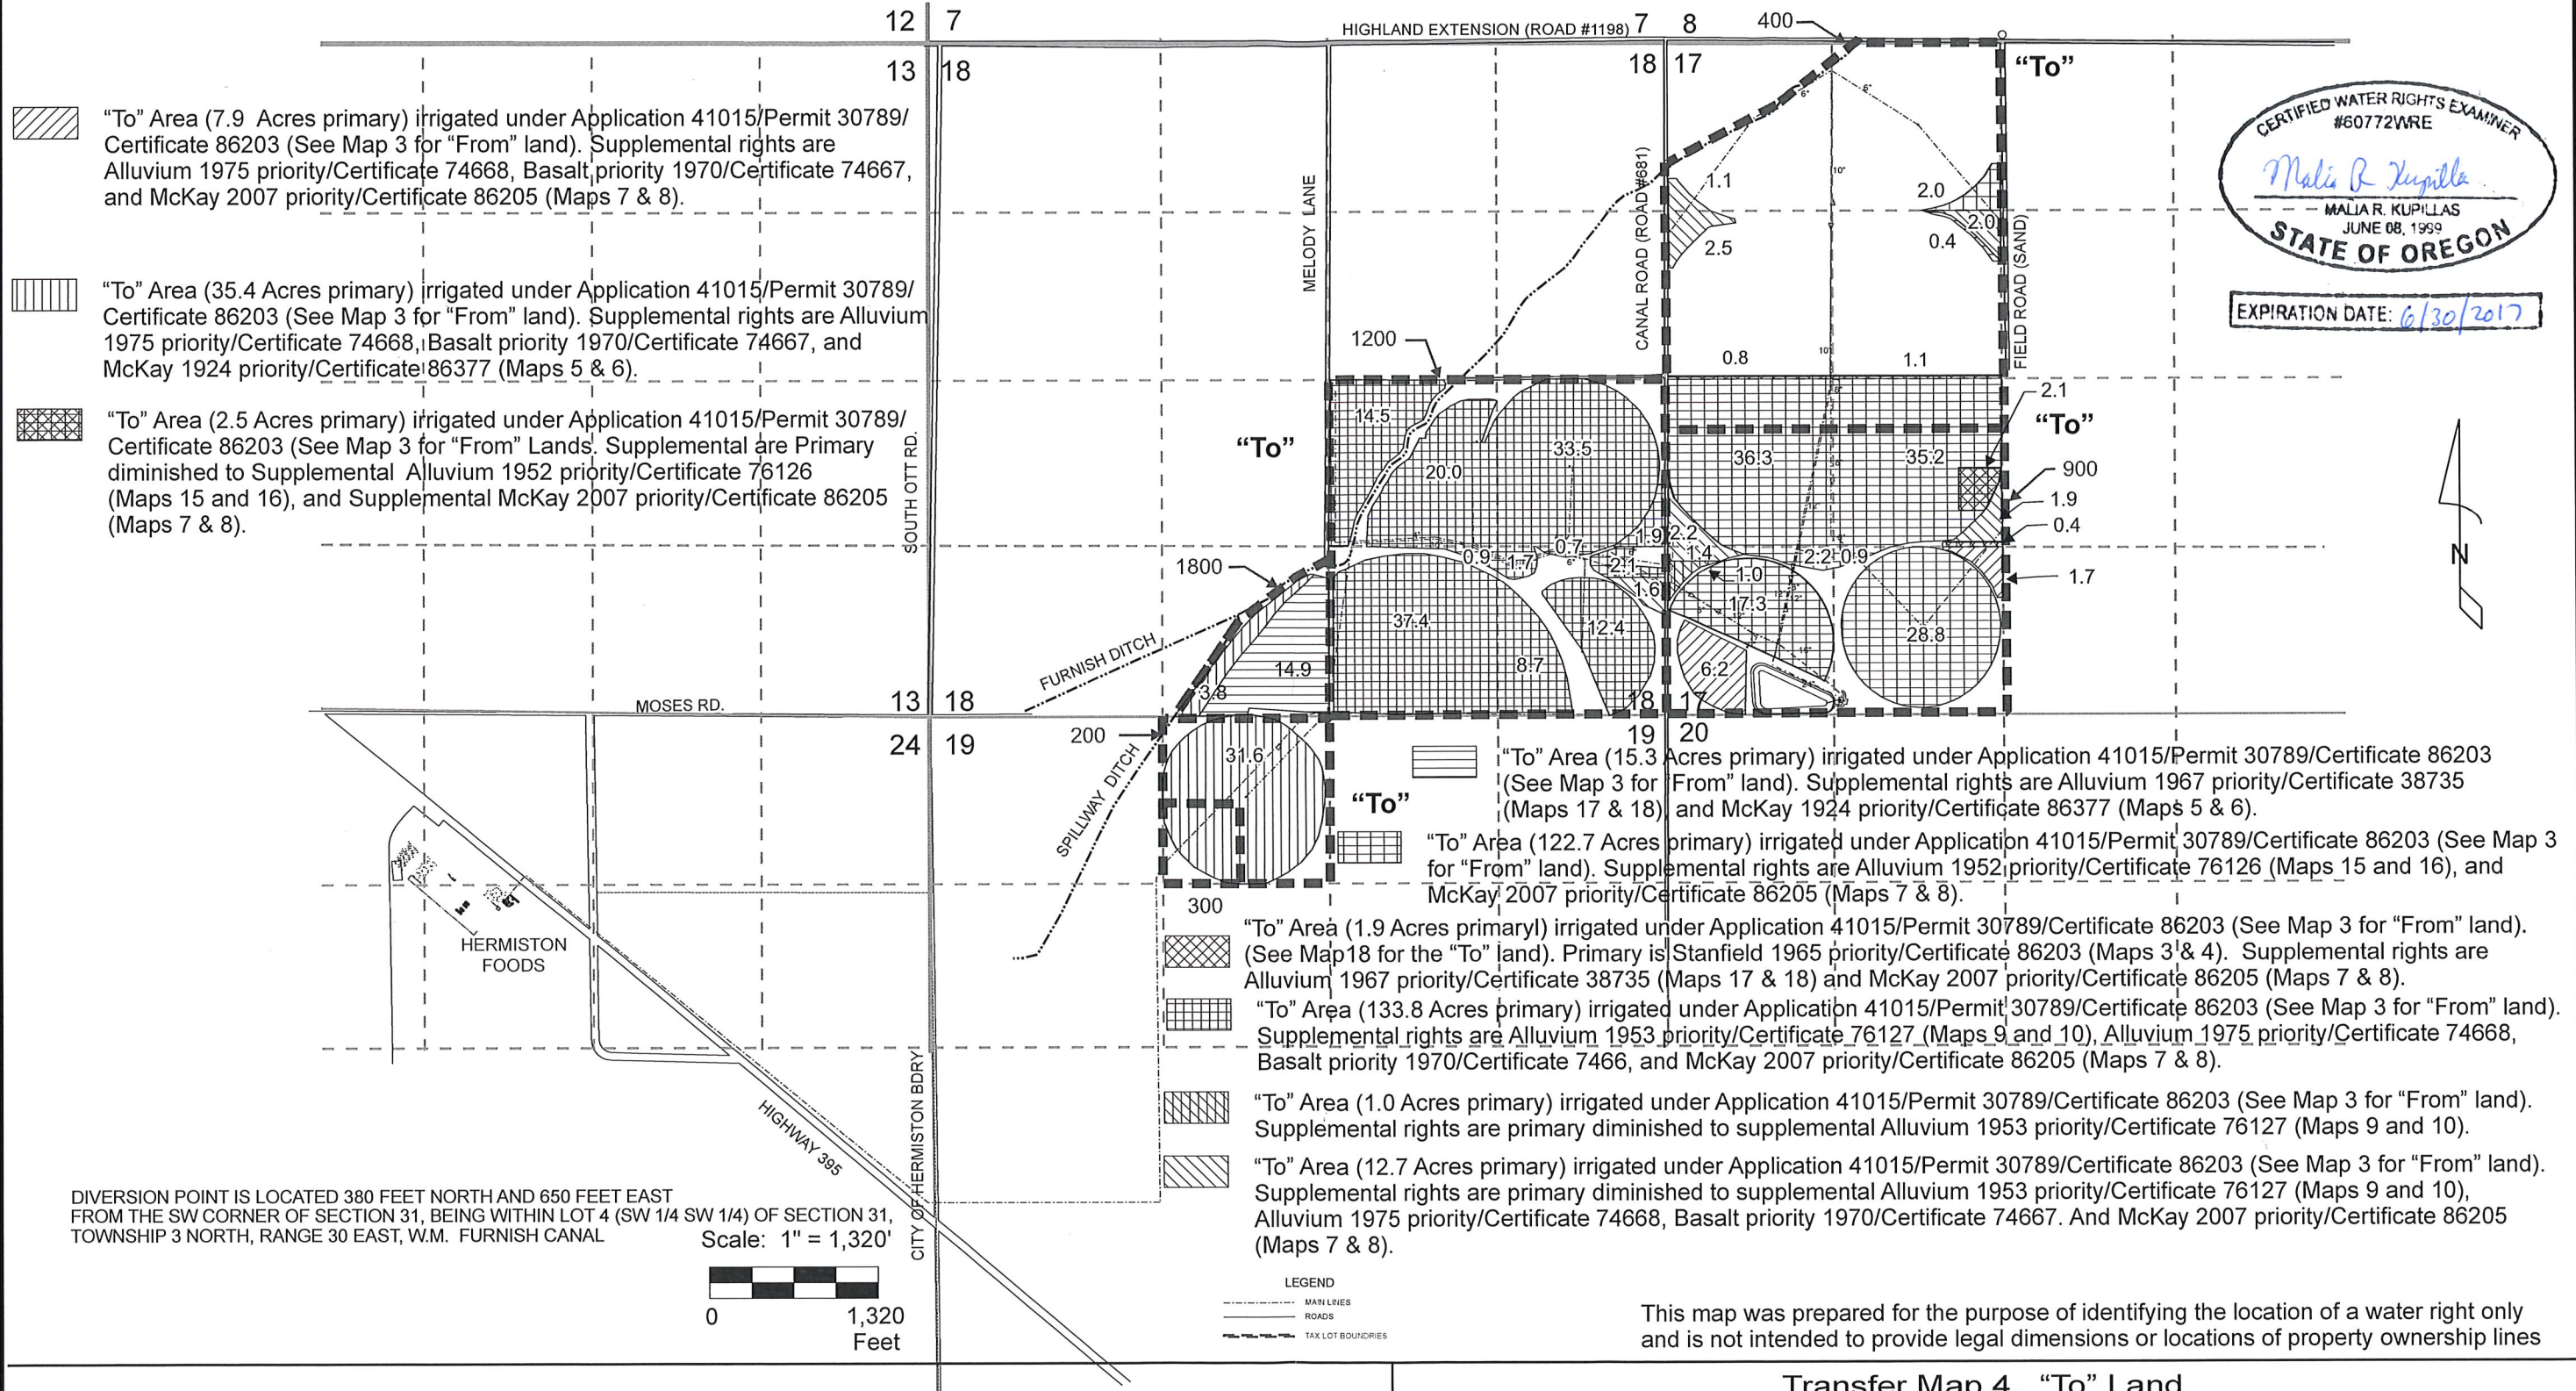 12 7
HIGHLAND EXTENSION (ROAD #1198)
7 8
400
13 18
18 17
“To”
“To” Area (7.9 Acres primary) irrigated under Application 41015/Permit 30789/
Certificate 86203 (See Map 3 for “From” land). Supplemental rights are
Alluvium 1975 priority/Certificate 74668, Basalt priority 1970/Certificate 74667,
and McKay 2007 priority/Certificate 86205 (Maps 7 & 8).
“To” Area (35.4 Acres primary) irrigated under Application 41015/Permit 30789/
Certificate 86203 (See Map 3 for “From” land). Supplemental rights are Alluvium
1975 priority/Certificate 74668, Basalt priority 1970/Certificate 74667, and
McKay 1924 priority/Certificate 86377 (Maps 5 & 6).
“To” Area (2.5 Acres primary) irrigated under Application 41015/Permit 30789/
Certificate 86203 (See Map 3 for “From” Lands. Supplemental are Primary
diminished to Supplemental Alluvium 1952 priority/Certificate 76126
(Maps 15 and 16), and Supplemental McKay 2007 priority/Certificate 86205
(Maps 7 & 8).
SOUTH OTT RD.
MELODY LANE
CANAL ROAD (ROAD #681)
FIELD ROAD (SAND)
CERTIFIED WATER RIGHTS EXAMINER
#60772WRE
Malia R Kupillas
MALIA R. KUPILLAS
JUNE 08, 1999
STATE OF OREGON
EXPIRATION DATE: 6/30/2017
6"
6"
10"
1.1
2.5
2.0
2.0
0.4
1200
0.8
10"
1.1
2.1
“To”
“To”
14.5
20.0
33.5
36.3
35.2
900
1.9
0.4
1.7
N
1800
0.9
1.7
0.7
6"
1.9
2.2
2.1
1.4
1.6
1.0
2.2
0.9
17.3
28.8
37.4
12.4
8.7
6.2
14.9
3.8
FURNISH DITCH
MOSES RD.
13 18
18 17
24 19
19 20
200
31.6
SPILLWAY DITCH
“To”
300
HERMISTON
FOODS
“To” Area (15.3 Acres primary) irrigated under Application 41015/Permit 30789/Certificate 86203
(See Map 3 for “From” land). Supplemental rights are Alluvium 1967 priority/Certificate 38735
(Maps 17 & 18) and McKay 1924 priority/Certificate 86377 (Maps 5 & 6).
“To” Area (122.7 Acres primary) irrigated under Application 41015/Permit 30789/Certificate 86203 (See Map 3
for “From” land). Supplemental rights are Alluvium 1952 priority/Certificate 76126 (Maps 15 and 16), and
McKay 2007 priority/Certificate 86205 (Maps 7 & 8).
“To” Area (1.9 Acres primaryl) irrigated under Application 41015/Permit 30789/Certificate 86203 (See Map 3 for “From” land).
(See Map18 for the “To” land). Primary is Stanfield 1965 priority/Certificate 86203 (Maps 3 & 4). Supplemental rights are
Alluvium 1967 priority/Certificate 38735 (Maps 17 & 18) and McKay 2007 priority/Certificate 86205 (Maps 7 & 8).
“To” Area (133.8 Acres primary) irrigated under Application 41015/Permit 30789/Certificate 86203 (See Map 3 for “From” land).
Supplemental rights are Alluvium 1953 priority/Certificate 76127 (Maps 9 and 10), Alluvium 1975 priority/Certificate 74668,
Basalt priority 1970/Certificate 7466, and McKay 2007 priority/Certificate 86205 (Maps 7 & 8).
“To” Area (1.0 Acres primary) irrigated under Application 41015/Permit 30789/Certificate 86203 (See Map 3 for “From” land).
Supplemental rights are primary diminished to supplemental Alluvium 1953 priority/Certificate 76127 (Maps 9 and 10).
“To” Area (12.7 Acres primary) irrigated under Application 41015/Permit 30789/Certificate 86203 (See Map 3 for “From” land).
Supplemental rights are primary diminished to supplemental Alluvium 1953 priority/Certificate 76127 (Maps 9 and 10),
Alluvium 1975 priority/Certificate 74668, Basalt priority 1970/Certificate 74667. And McKay 2007 priority/Certificate 86205
(Maps 7 & 8).
HIGHWAY 395
CITY OF HERMISTON BDRY
DIVERSION POINT IS LOCATED 380 FEET NORTH AND 650 FEET EAST
FROM THE SW CORNER OF SECTION 31, BEING WITHIN LOT 4 (SW 1/4 SW 1/4) OF SECTION 31,
TOWNSHIP 3 NORTH, RANGE 30 EAST, W.M. FURNISH CANAL
Scale: 1" = 1,320'
0 1,320
Feet
LEGEND
MAIN LINES
ROADS
TAX LOT BOUNDRIES
This map was prepared for the purpose of identifying the location of a water right only
and is not intended to provide legal dimensions or locations of property ownership lines
Transfer Map 4 “To” Land